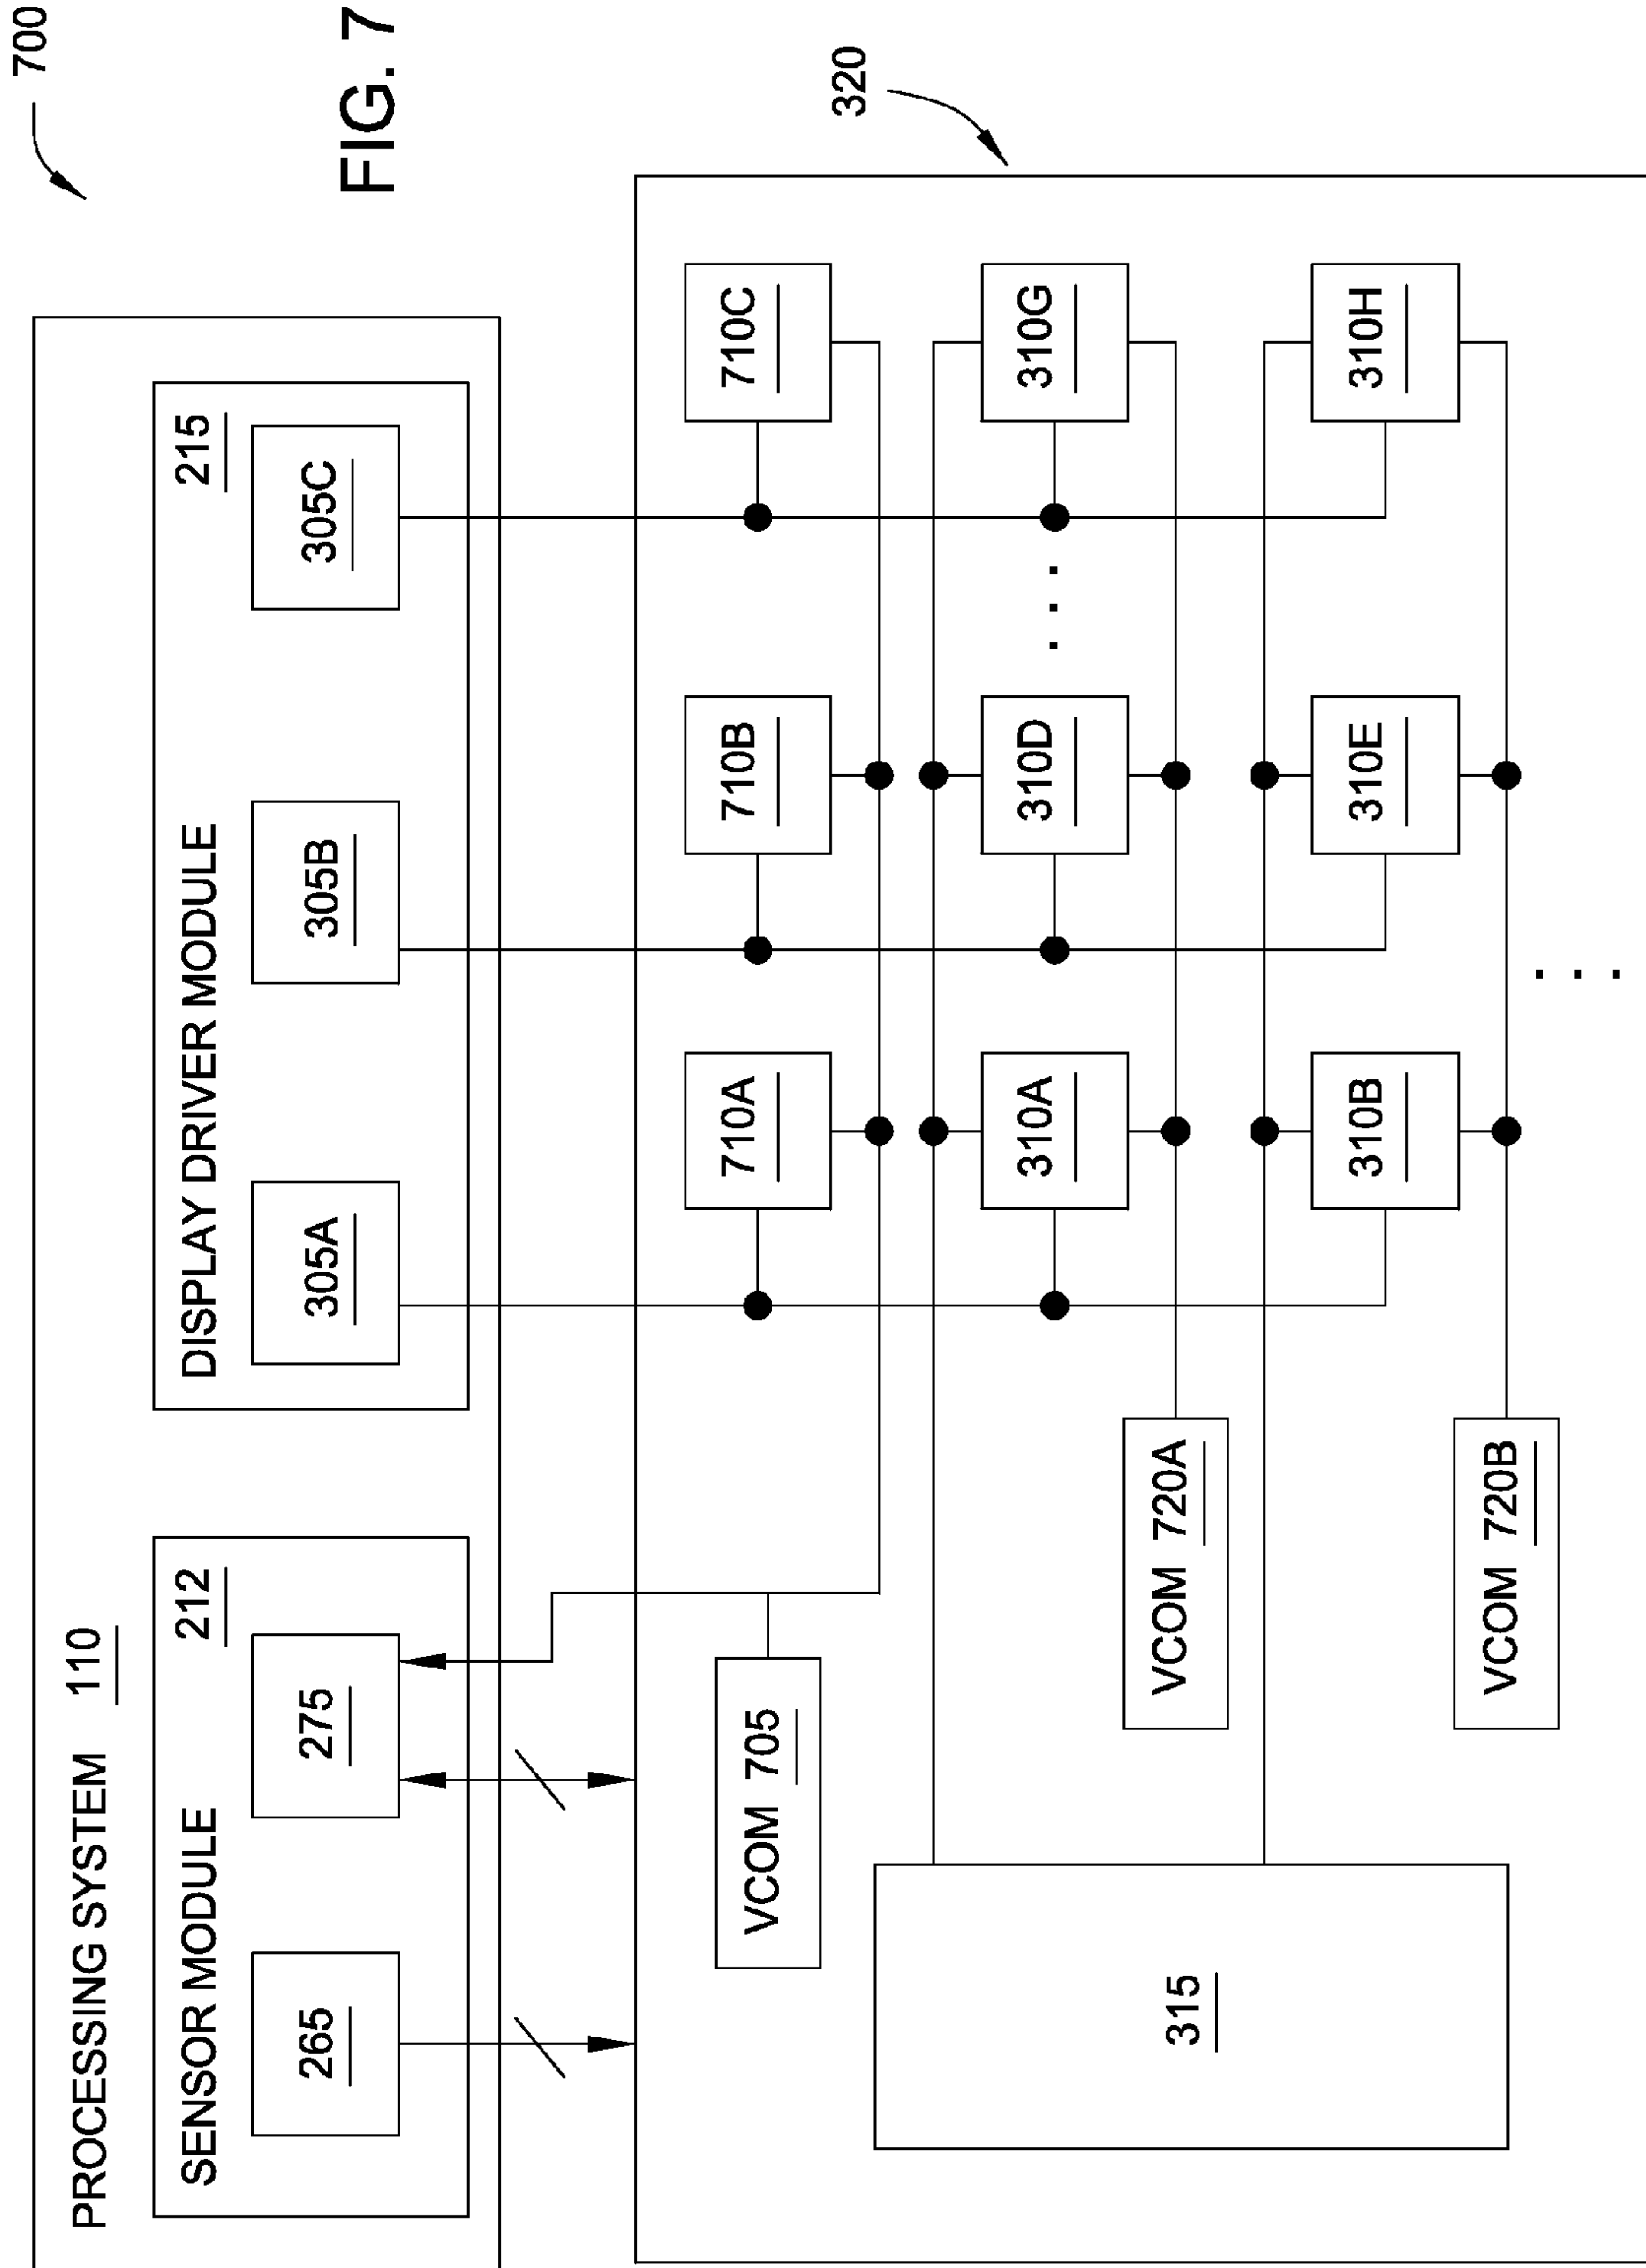 700
FIG. 7
PROCESSING SYSTEM 110
SENSOR MODULE 212
265
275
DISPLAY DRIVER MODULE 215
305A
305B
305C
320
VCOM 705
710A
710B
710C
315
310A
310D
. . .
310G
VCOM 720A
310B
310E
310H
VCOM 720B
. . .